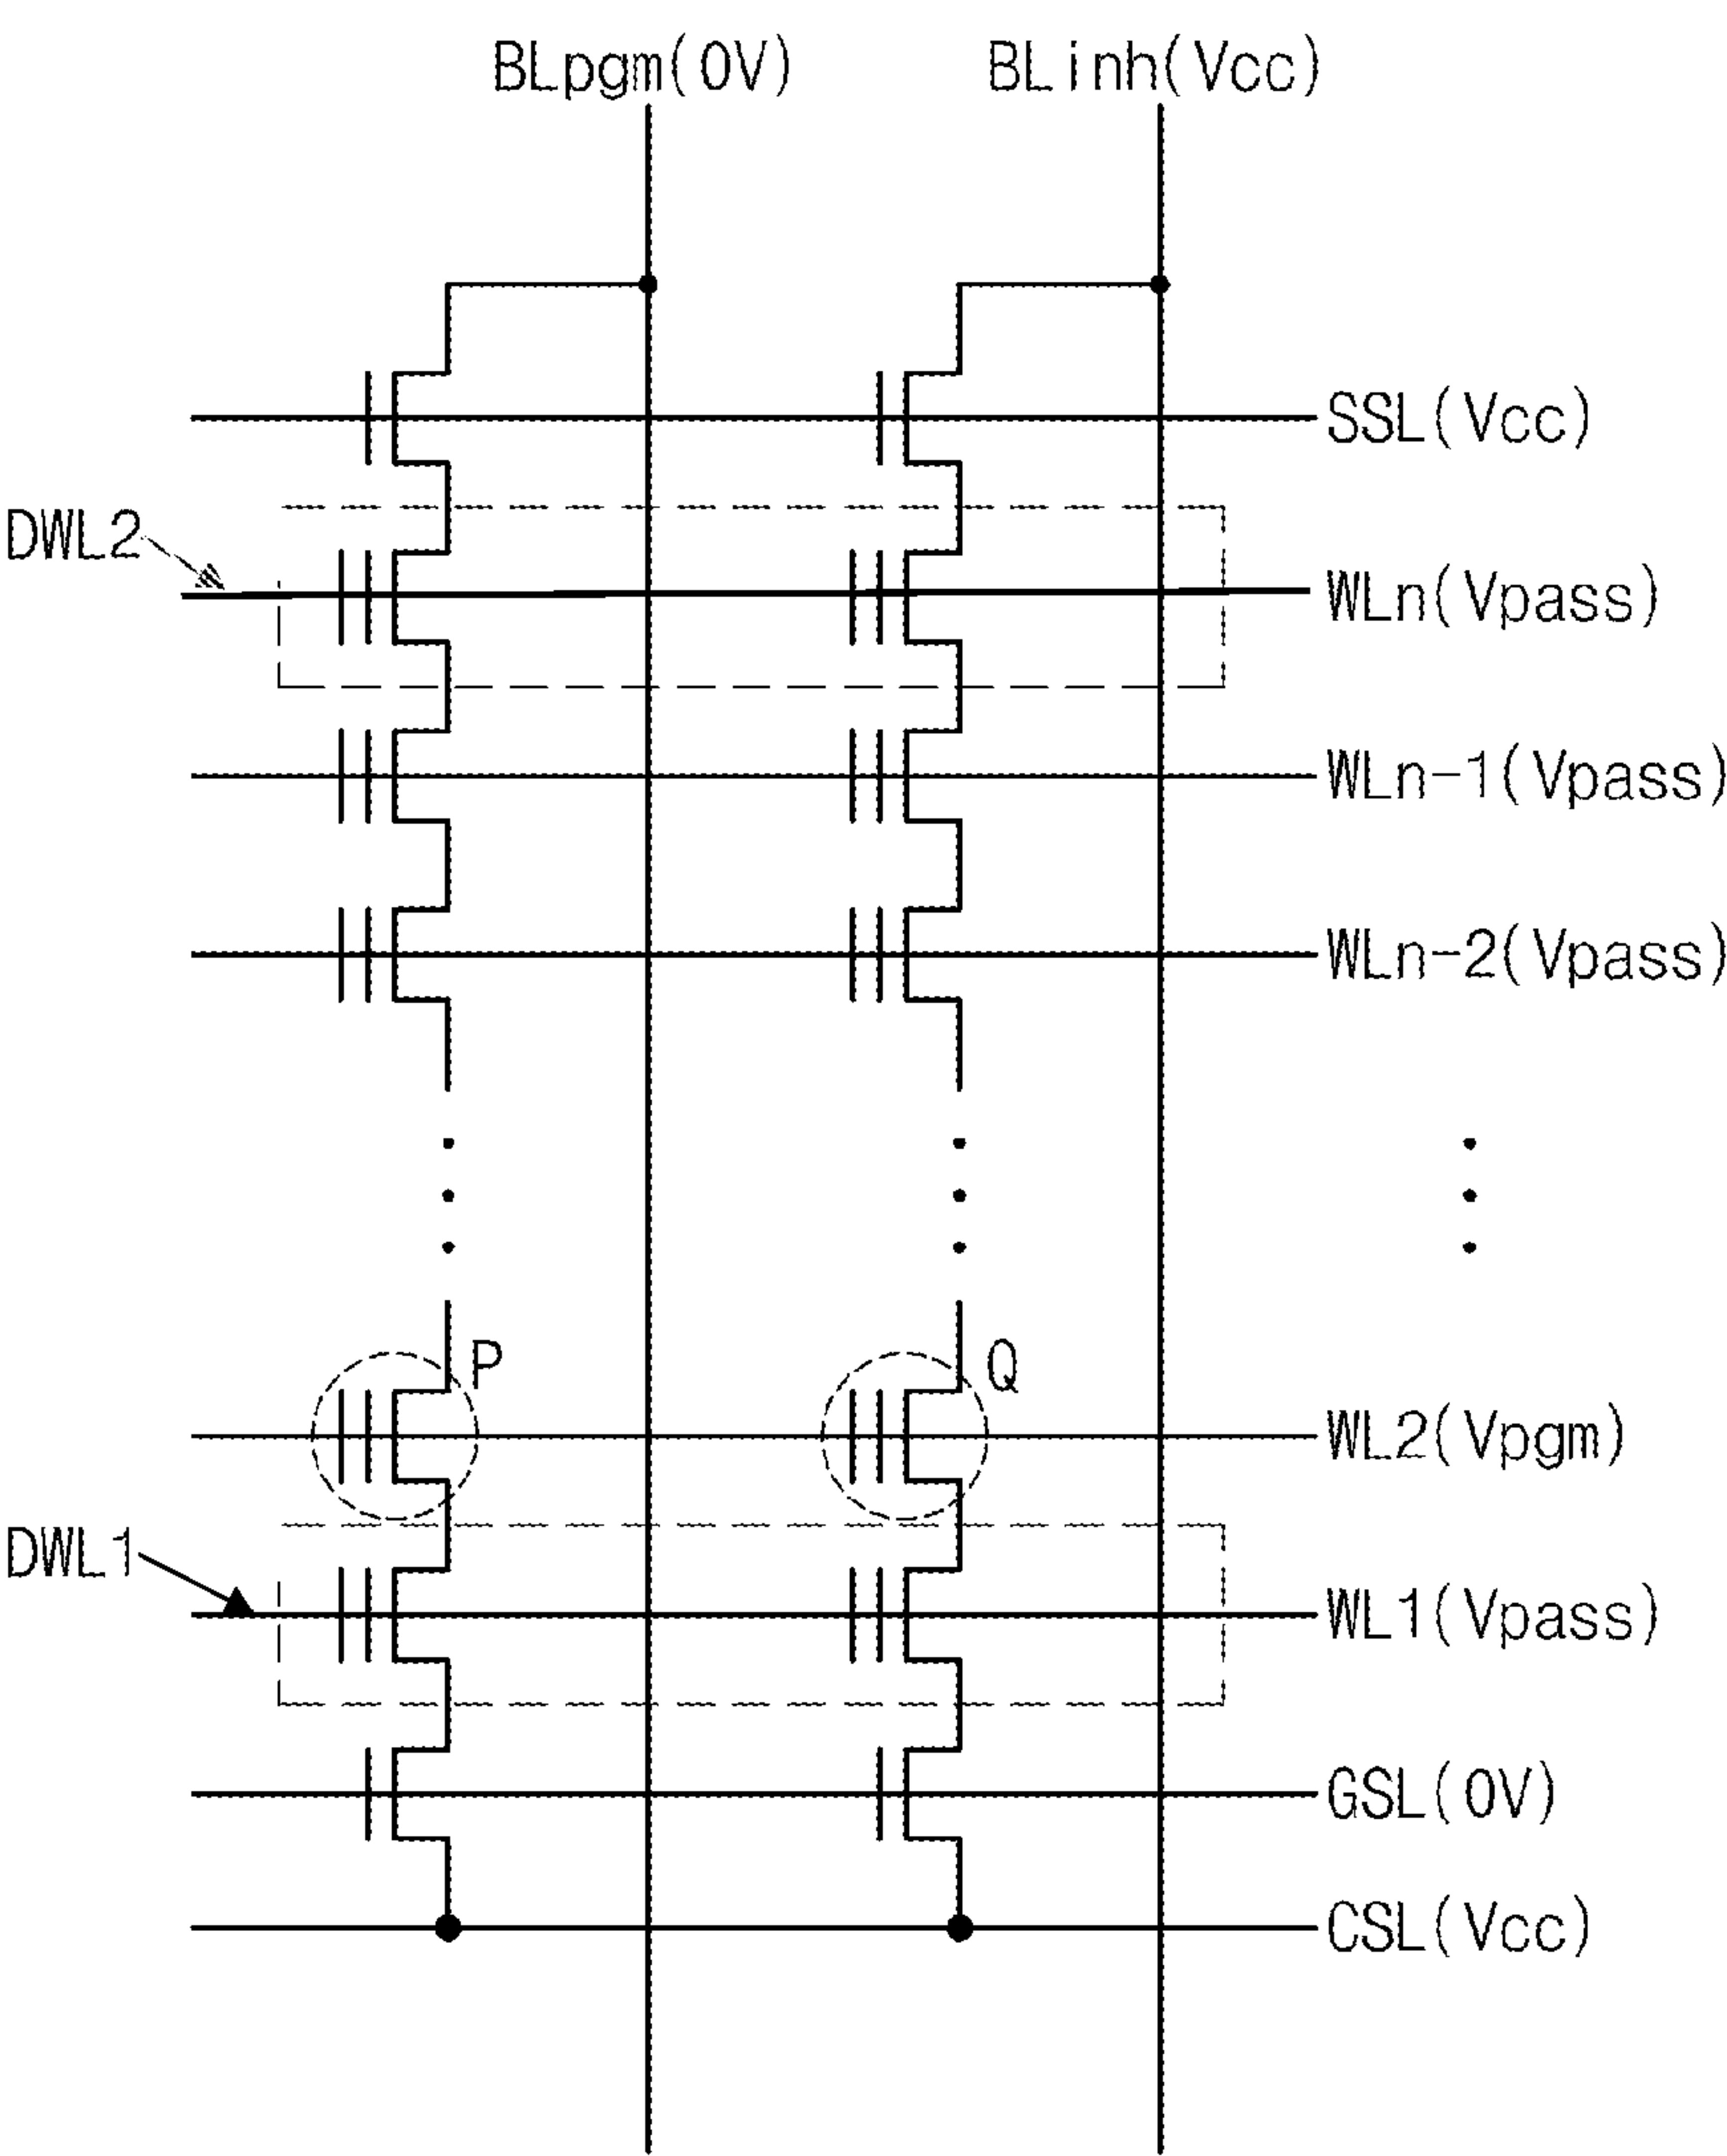 BLpgm(0V) BLinh(Vcc)
SSL(Vcc)
DWL2
WLn(Vpass)
WLn-1(Vpass)
WLn-2(Vpass)
P Q
WL2(Vpgm)
DWL1
WL1(Vpass)
GSL(0V)
CSL(Vcc)